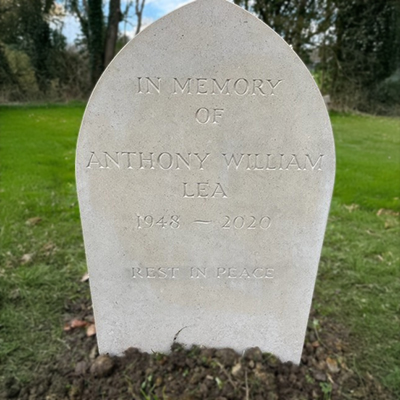 IN MEMORY
OF
ANTHONY WILLIAM
LEA
1948 — 2020
REST IN PEACE